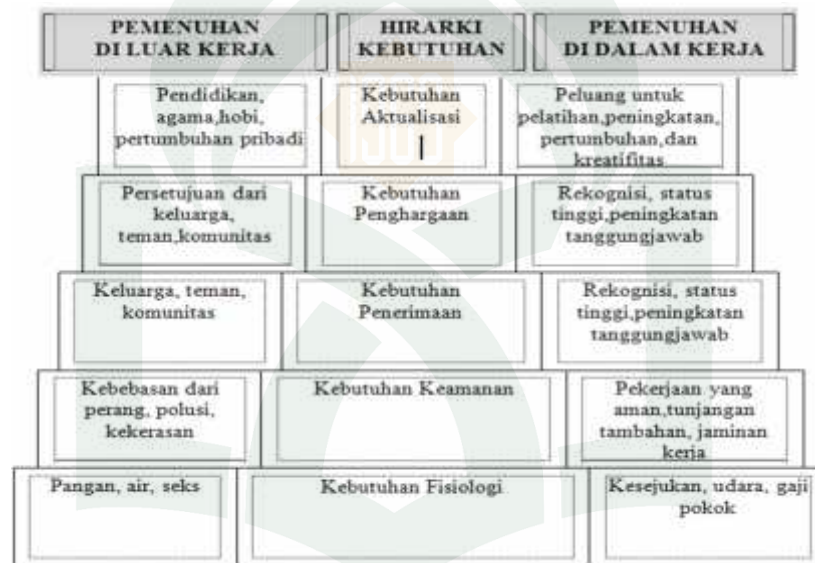 PEMENUHAN
DI LUAR KERJA
HIRARKI
KEBUTUHAN
PEMENUHAN
DI DALAM KERJA
Pendidikan,
agama,hobi,
pertumbuhan pribadi
Kebutuhan
Aktualisasi
Peluang untuk
pelatihan,peningkatan,
pertumbuhan,dan
kreatifitas
Persetujuan dari
keluarga,
teman,komunitas
Kebutuhan
Penghargaan
Rekognisi, status
tinggi,peningkatan
tanggungjawab
Keluarga, teman,
komunitas
Kebutuhan
Penerimaan
Rekognisi, status
tinggi,peningkatan
tanggungjawab
Kebebasan dari
perang, polusi,
kekerasan
Kebutuhan Keamanan
Pekerjaan yang
aman,tunjangan
tambahan, jaminan
kerja
Pangan, air, seks
Kebutuhan Fisiologi
Kesejukan, udara, gaji
pokok